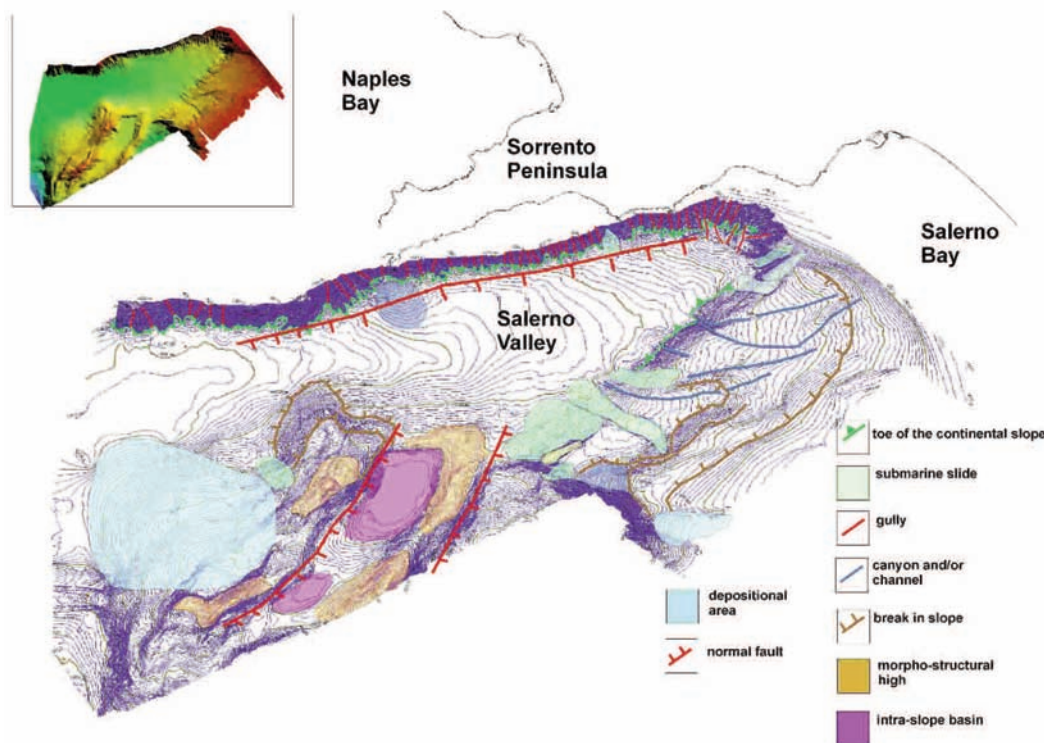 Naples
Bay
Sorrento
Peninsula
Salerno
Bay
Salerno
Valley
toe of the continental slope
submarine slide
gully
canyon and/or
channel
break in slope
morpho-structural
high
intra-slope basin
depositional
area
normal fault